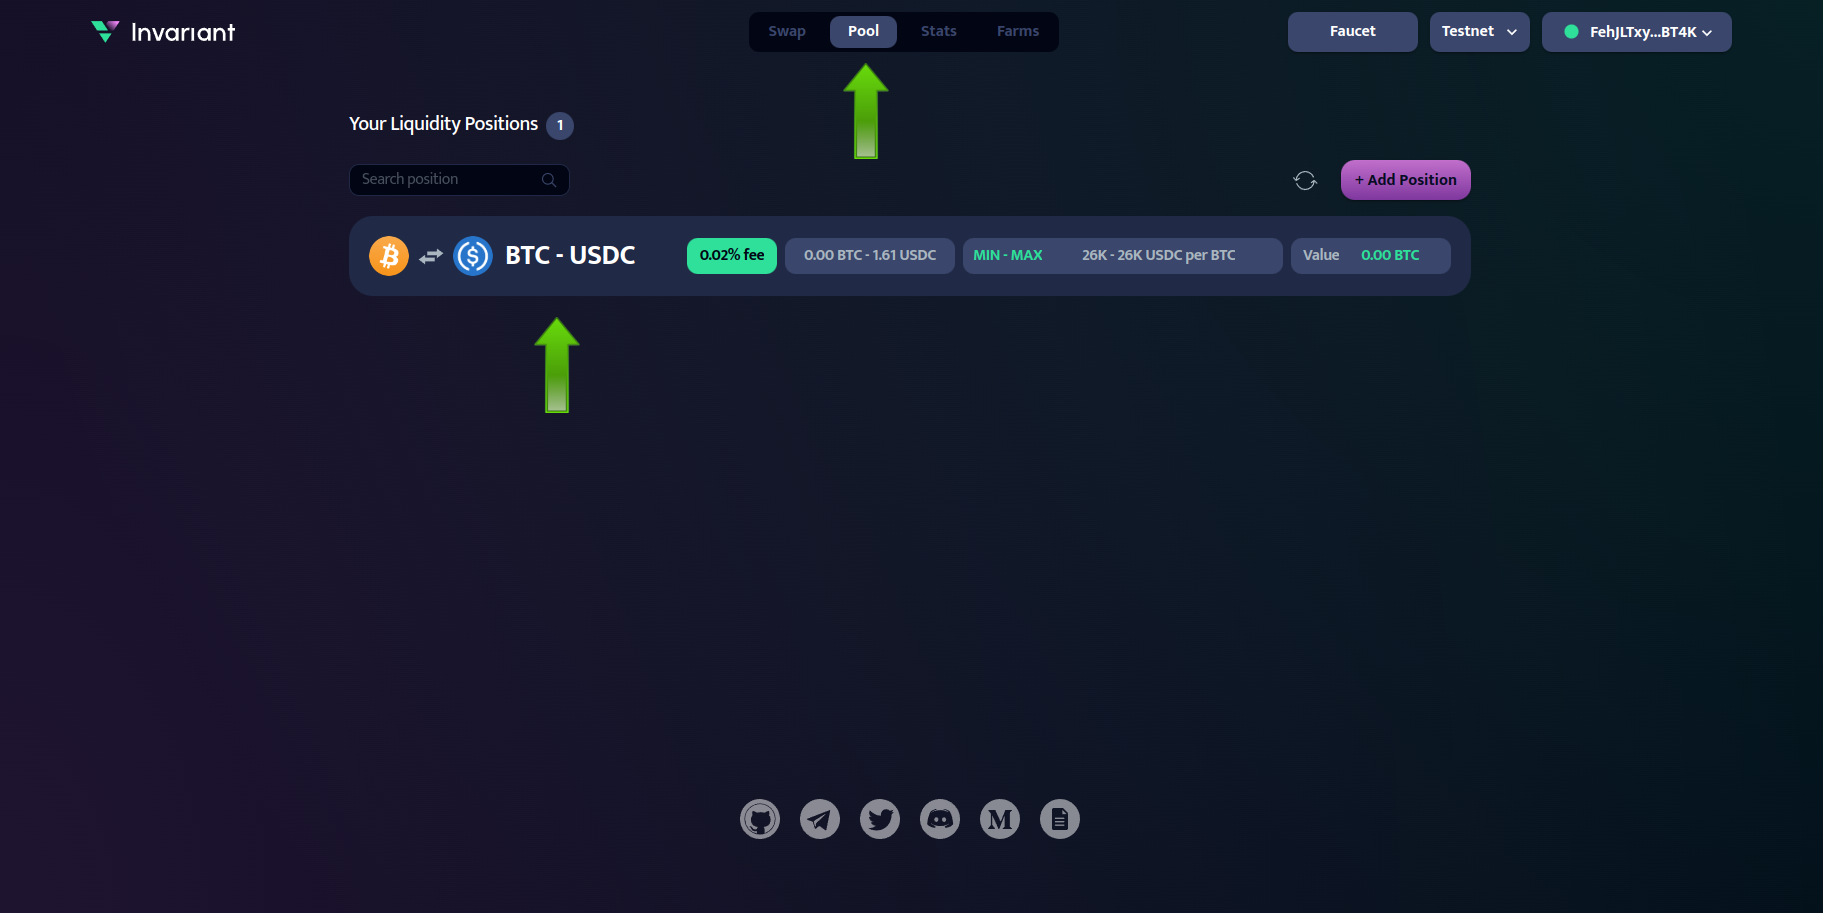 Invariant
Swap Pool Stats Farms
Faucet
Testnet
FehJLTxy...BT4K
Your Liquidity Positions 1
Search position
+ Add Position
BTC - USDC
0.02% fee
0.00 BTC - 1.61 USDC
MIN - MAX 26K - 26K USDC per BTC
Value 0.00 BTC
M